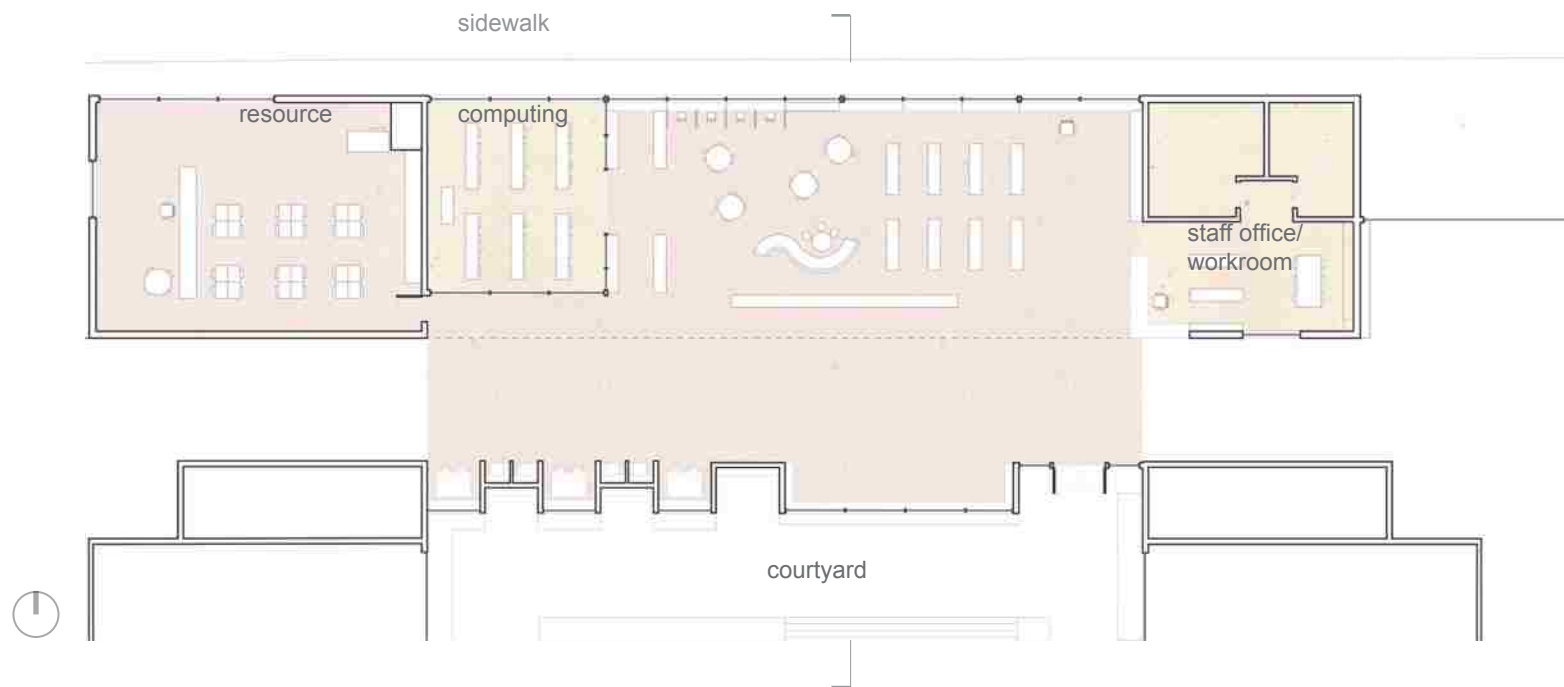 sidewalk
resource
computing
staff office/
workroom
courtyard